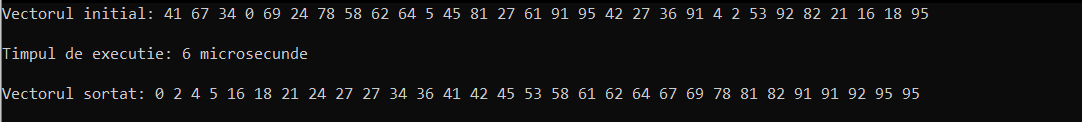 Vectorul initial: 41 67 34 0 69 24 78 58 62 64 5 45 81 27 61 91 95 42 27 36 91 4 2 53 92 82 21 16 18 95
Timpul de executie: 6 microsecunde
Vectorul sortat: 0 2 4 5 16 18 21 24 27 27 34 36 41 42 45 53 58 61 62 64 67 69 78 81 82 91 91 92 95 95